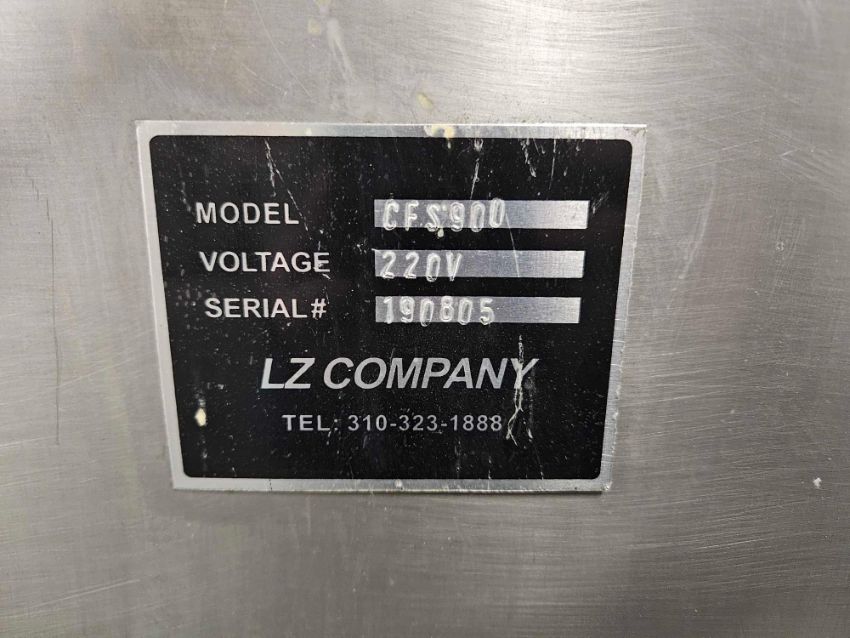 MODEL CFS900
VOLTAGE 220V
SERIAL# 190805
LZ COMPANY
TEL: 310-323-1888